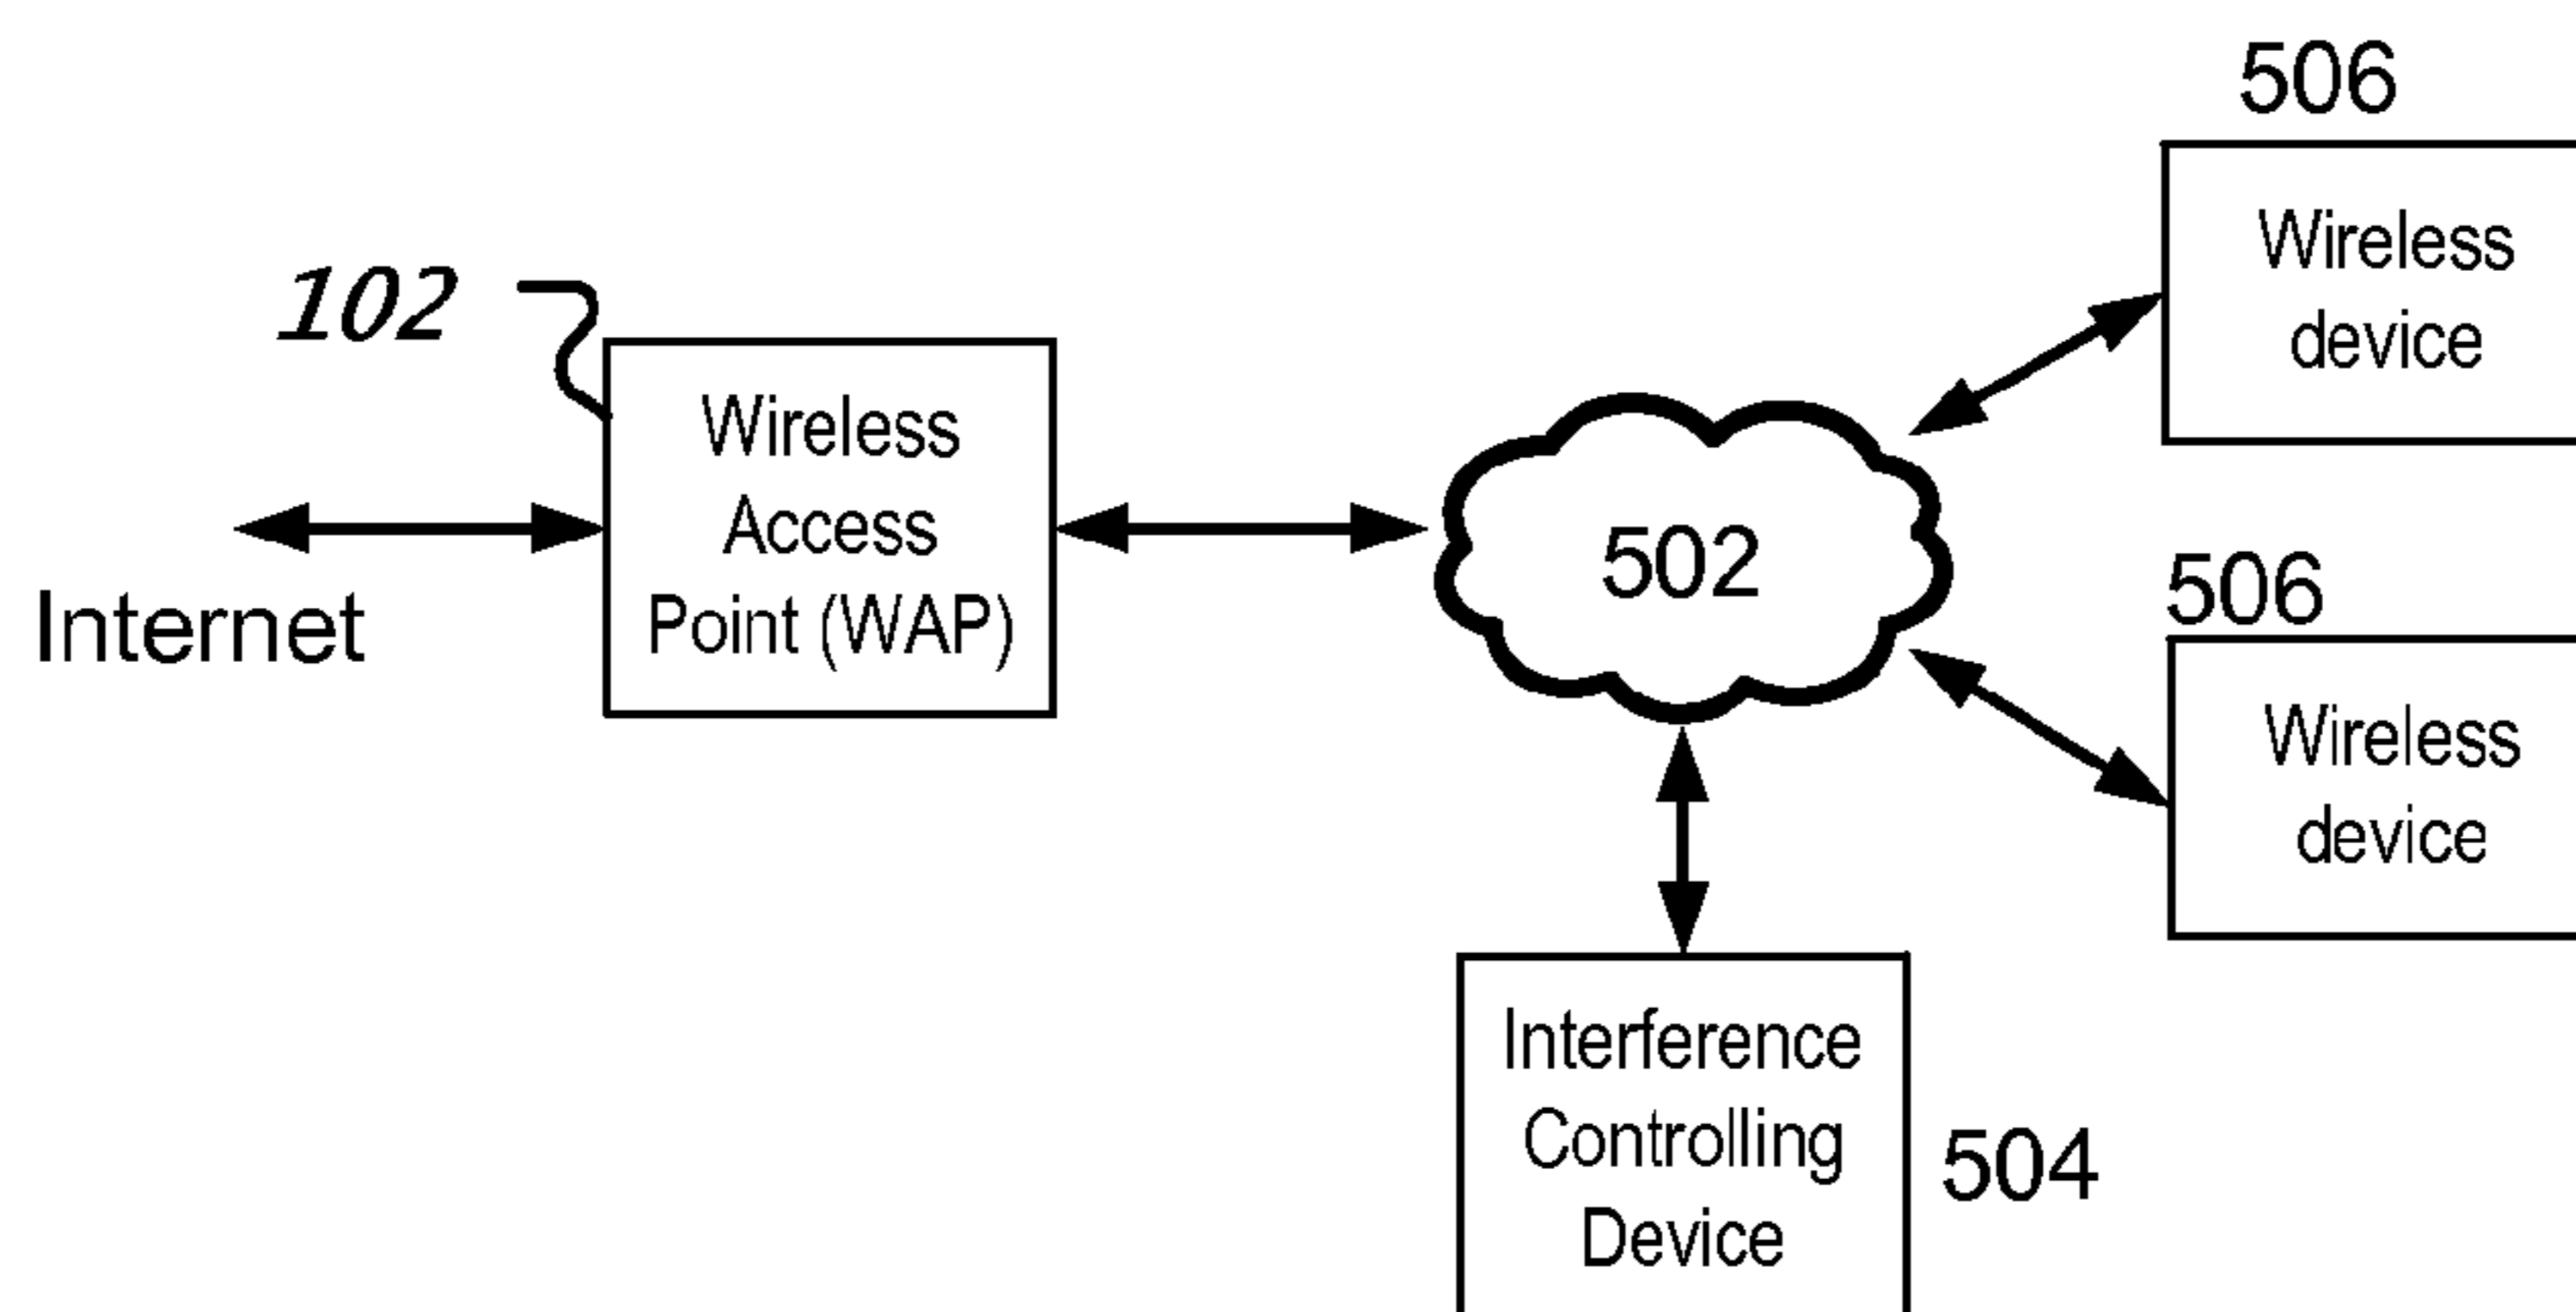 506
Wireless
device
102
Wireless
Access
Point (WAP)
Internet
502
506
Wireless
device
Interference
Controlling
Device
504